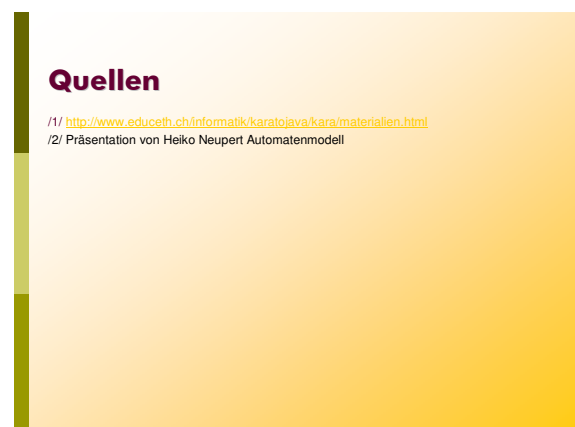 Quellen
/1/ http://www.educeth.ch/informatik/karatojava/kara/materialien.html
/2/ Präsentation von Heiko Neupert Automatenmodell